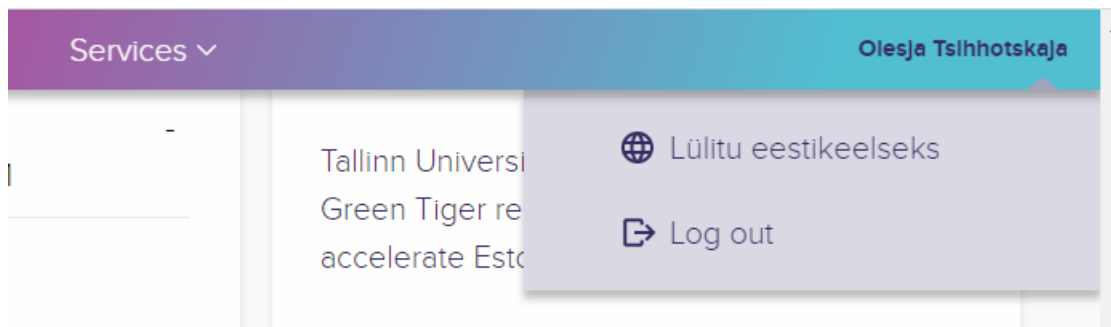 Services
Olesja Tsihhotskaja
-
Lülitu eestikeelseks
Log out
Tallinn Universi
Green Tiger re
accelerate Esto